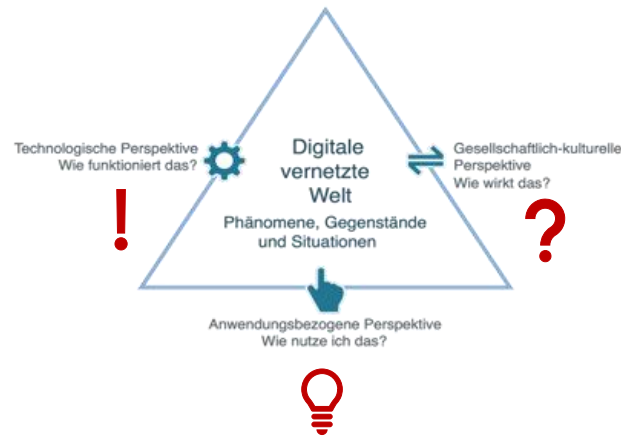 Technologische Perspektive
Wie funktioniert das?
!
Digitale
vernetzte
Welt
Phänomene, Gegenstände
und Situationen
Gesellschaftlich-kulturelle
Perspektive
Wie wirkt das?
?
Anwendungsbezogene Perspektive
Wie nutze ich das?